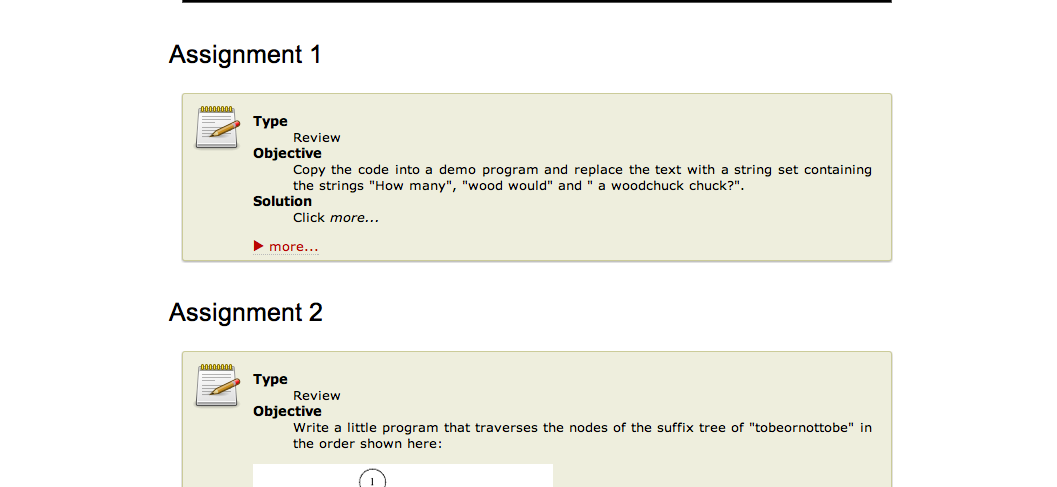 Assignment 1
Type
Review
Objective
Copy the code into a demo program and replace the text with a string set containing
the strings "How many", "wood would" and " a woodchuck chuck?".
Solution
Click more...
more...
Assignment 2
Type
Review
Objective
Write a little program that traverses the nodes of the suffix tree of "tobeornottobe" in
the order shown here:
1